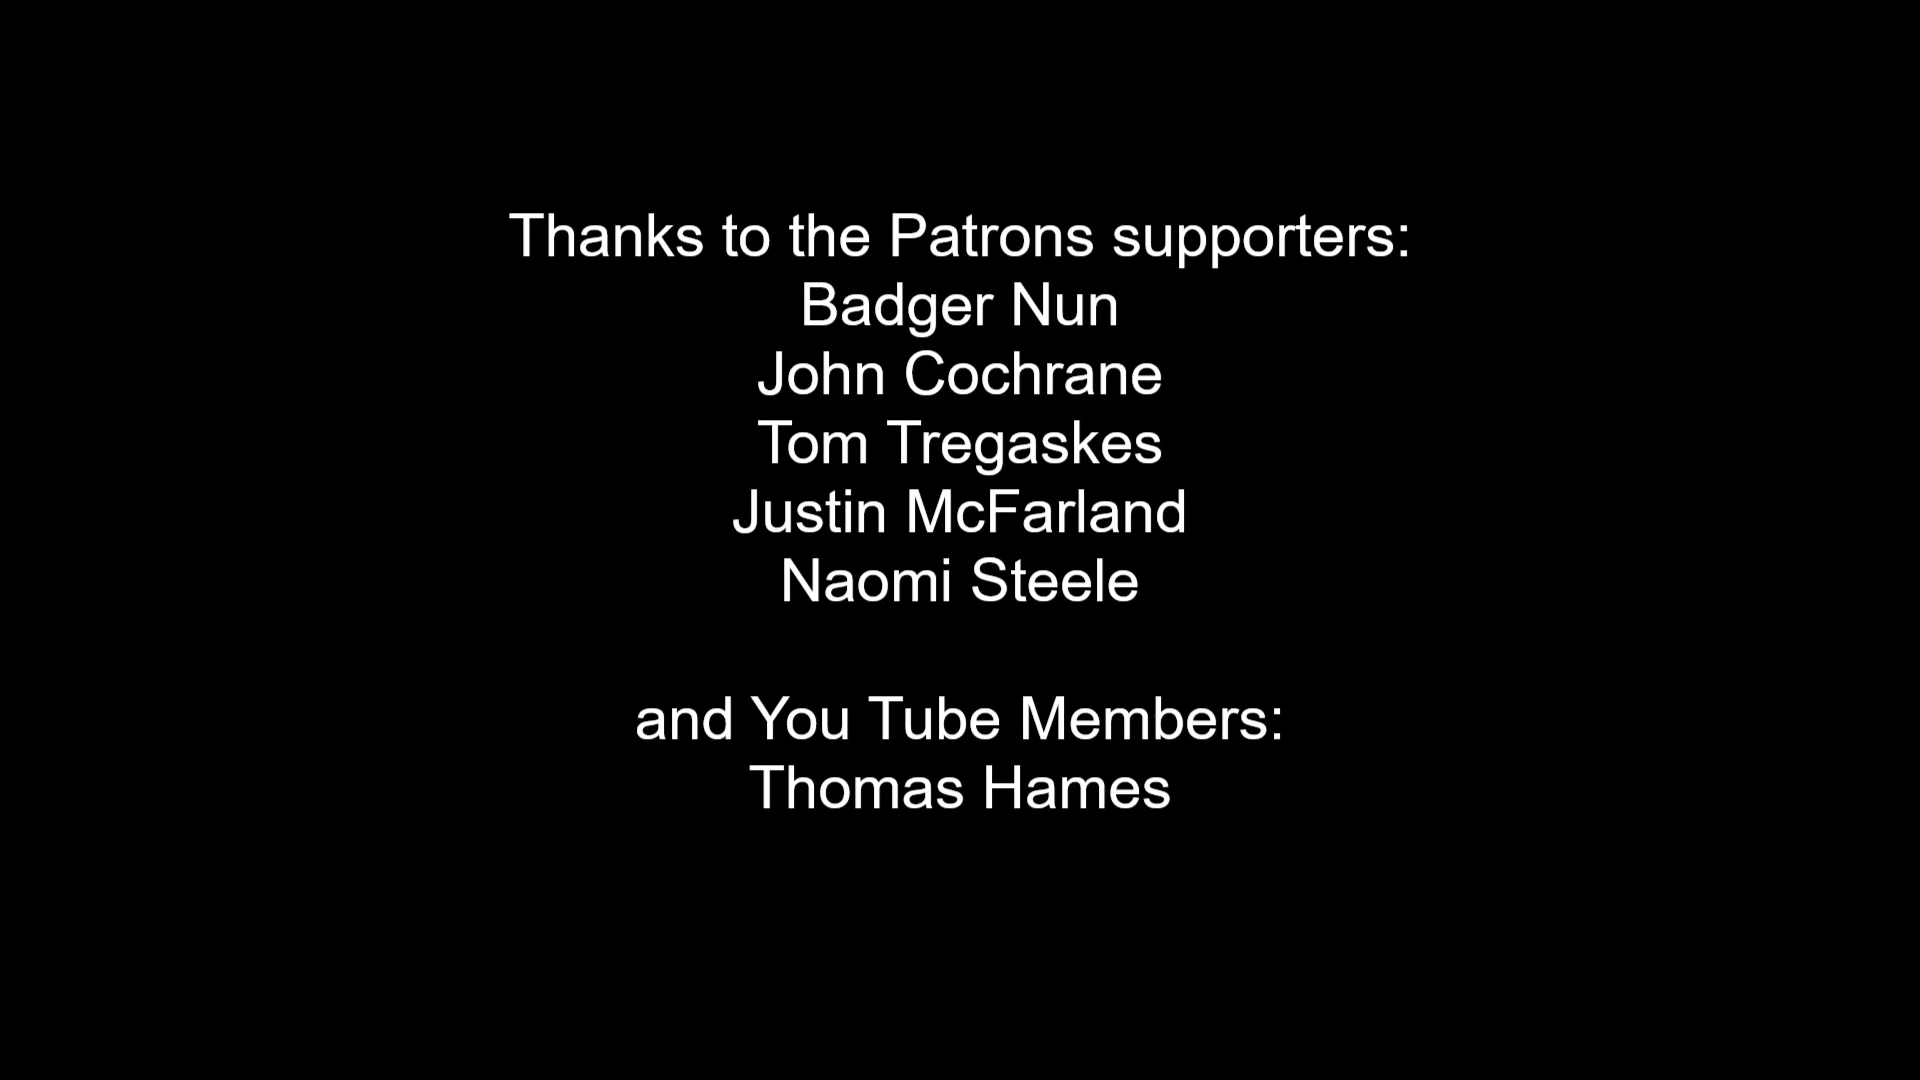 Thanks to the Patrons supporters:
Badger Nun
John Cochrane
Tom Tregaskes
Justin McFarland
Naomi Steele
and You Tube Members:
Thomas Hames